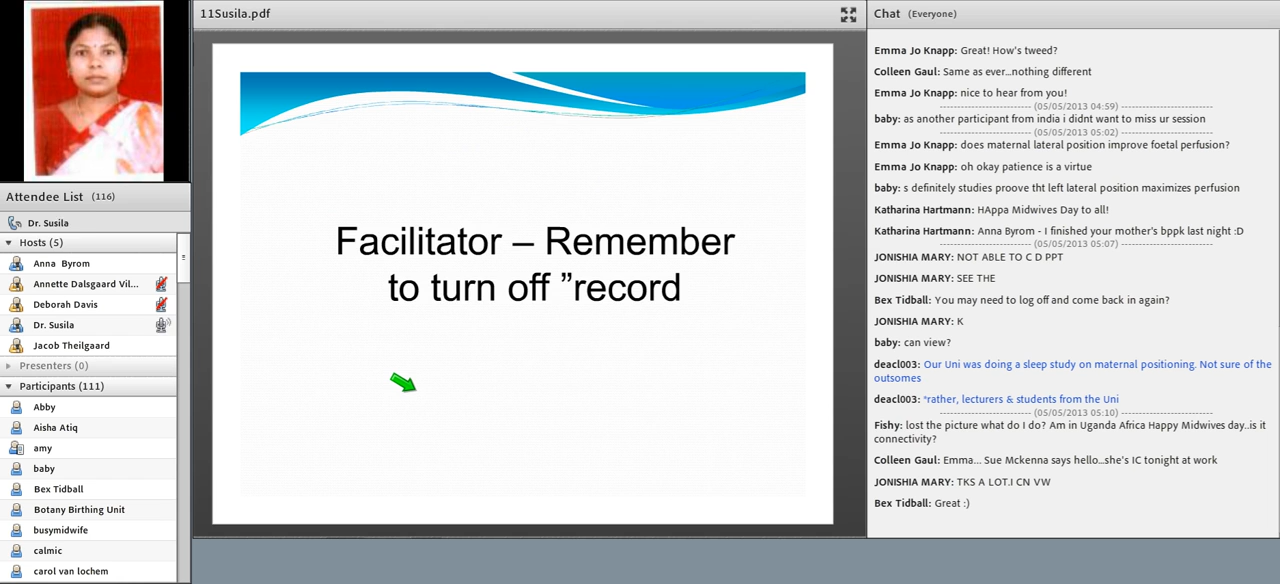 Attendee List (116)
Dr. Susila
Hosts (5)
Anna Byrom
Annette Dalsgaard Vil...
Deborah Davis
Dr. Susila
Jacob Theilgaard
Presenters (0)
Participants (111)
Abby
Aisha Atiq
amy
baby
Bex Tidball
Botany Birthing Unit
busymidwife
calmic
carol van lochem
11Susila.pdf
Facilitator – Remember
to turn off ”record
Chat (Everyone)
Emma Jo Knapp: Great! How's tweed?
Colleen Gaul: Same as ever...nothing different
Emma Jo Knapp: nice to hear from you!
(05/05/2013 04:59)
baby: as another participant from india i didnt want to miss ur session
(05/05/2013 05:02)
Emma Jo Knapp: does maternal lateral position improve foetal perfusion?
Emma Jo Knapp: oh okay patience is a virtue
baby: s definitely studies proove tht left lateral position maximizes perfusion
Katharina Hartmann: HAppa Midwives Day to all!
Katharina Hartmann: Anna Byrom - I finished your mother's bppk last night :D
(05/05/2013 05:07)
JONISHIA MARY: NOT ABLE TO C D PPT
JONISHIA MARY: SEE THE
Bex Tidball: You may need to log off and come back in again?
JONISHIA MARY: K
baby: can view?
deacl003: Our Uni was doing a sleep study on maternal positioning. Not sure of the
outsomes
deacl003: *rather, lecturers & students from the Uni
(05/05/2013 05:10)
Fishy: lost the picture what do I do? Am in Uganda Africa Happy Midwives day..is it
connectivity?
Colleen Gaul: Emma... Sue Mckenna says hello...she's IC tonight at work
JONISHIA MARY: TKS A LOT.I CN VW
Bex Tidball: Great :)